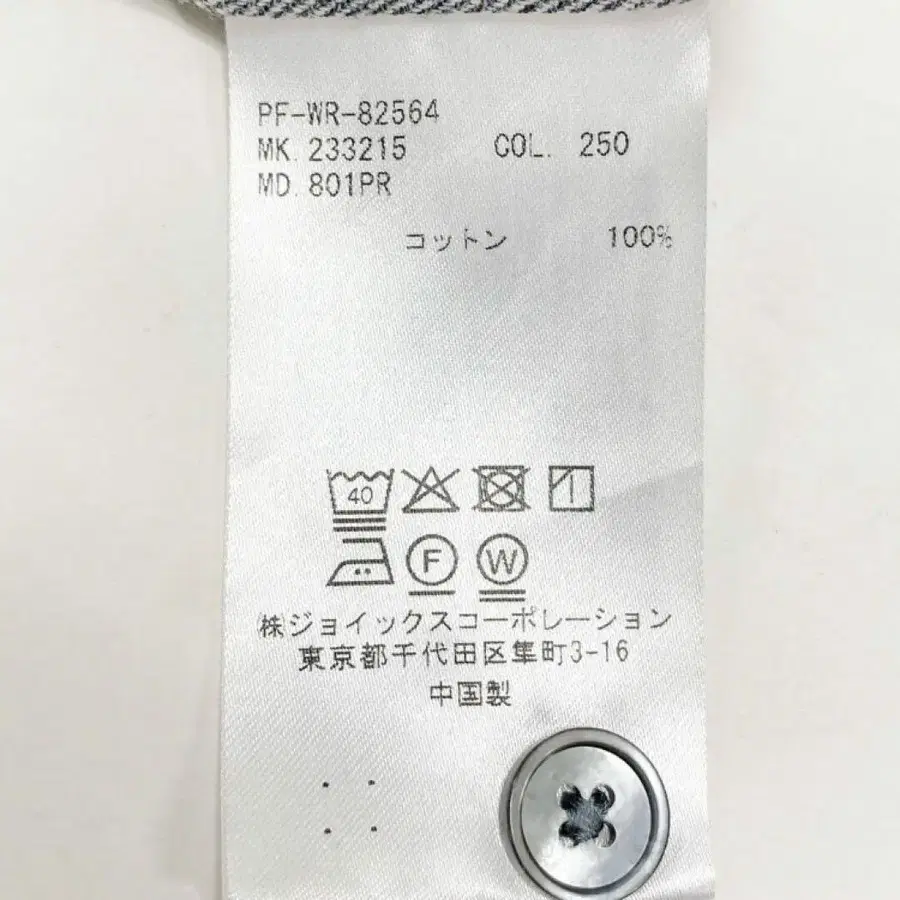 PF-WR-82564
MK. 233215 COL. 250
MD. 801PR
コットン 100%
40
F W
㈱ジョイックスコーポレーション
東京都千代田区隼町3-16
中国製